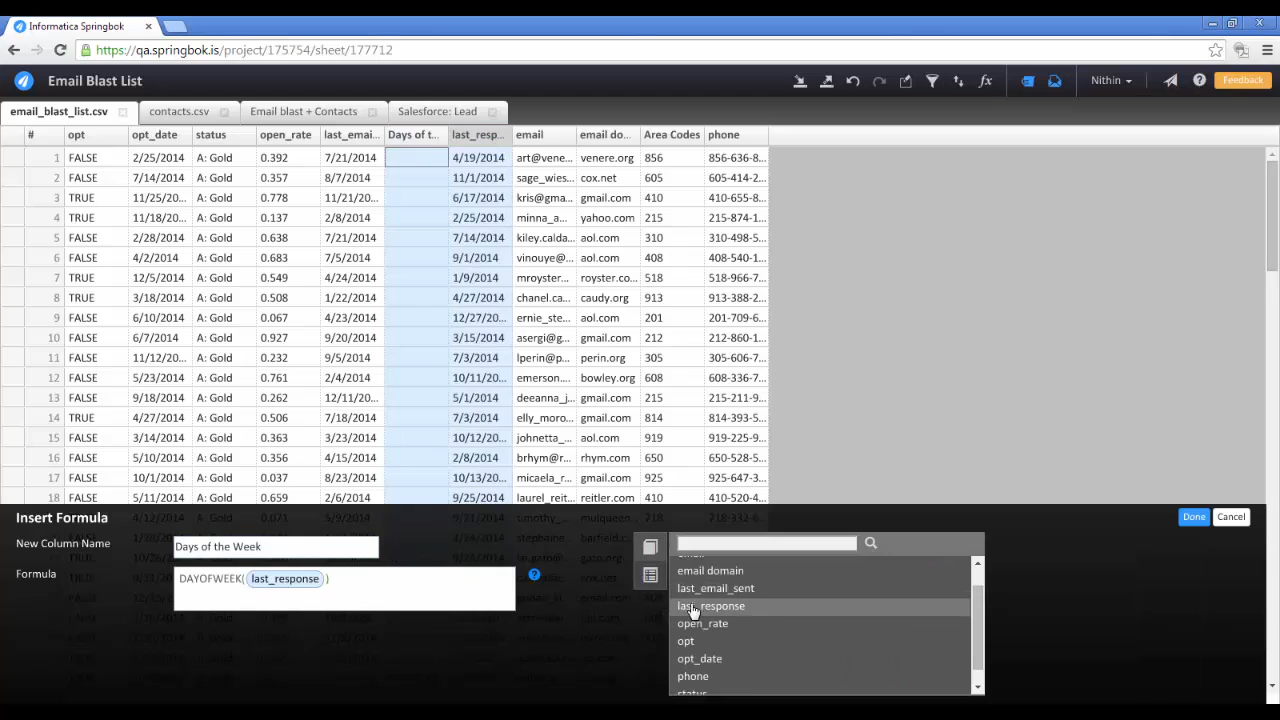 Informatica Springbok
https://qa.springbok.is/project/175754/sheet/177712
Email Blast List
fx
Nithin
Feedback
email_blast_list.csv contacts.csv Email blast + Contacts Salesforce: Lead
# opt opt_date status open_rate last_emai... Days of t... last_resp... email email do... Area Codes phone
1 FALSE 2/25/2014 A: Gold 0.392 7/21/2014 4/19/2014 art@vene... venere.org 856 856-636-8...
2 FALSE 7/14/2014 A: Gold 0.357 8/7/2014 11/1/2014 sage_wies... cox.net 605 605-414-2...
3 TRUE 11/25/20... A: Gold 0.778 11/21/20... 6/17/2014 kris@gma... gmail.com 410 410-655-8...
4 TRUE 11/18/20... A: Gold 0.137 2/8/2014 2/25/2014 minna_a... yahoo.com 215 215-874-1...
5 FALSE 2/28/2014 A: Gold 0.638 7/21/2014 7/14/2014 kiley.calda... aol.com 310 310-498-5...
6 FALSE 4/2/2014 A: Gold 0.683 7/5/2014 9/1/2014 vinouye@... aol.com 408 408-540-1...
7 TRUE 12/5/2014 A: Gold 0.549 4/24/2014 1/9/2014 mroyster... royster.co... 518 518-966-7...
8 TRUE 3/18/2014 A: Gold 0.508 1/22/2014 4/27/2014 chanel.ca... caudy.org 913 913-388-2...
9 FALSE 6/10/2014 A: Gold 0.067 4/23/2014 12/27/20... ernie_ste... aol.com 201 201-709-6...
10 FALSE 6/7/2014 A: Gold 0.927 9/20/2014 3/15/2014 asergi@g... gmail.com 212 212-860-1...
11 FALSE 11/12/20... A: Gold 0.232 9/5/2014 7/3/2014 lperin@p... perin.org 305 305-606-7...
12 FALSE 5/23/2014 A: Gold 0.761 2/4/2014 10/11/20... emerson.... bowley.org 608 608-336-7...
13 FALSE 9/18/2014 A: Gold 0.262 12/11/20... 5/1/2014 deeanna_j... gmail.com 215 215-211-9...
14 TRUE 4/27/2014 A: Gold 0.506 7/18/2014 7/3/2014 elly_moro... gmail.com 814 814-393-5...
15 FALSE 3/14/2014 A: Gold 0.363 3/23/2014 10/12/20... johnetta_... aol.com 919 919-225-9...
16 FALSE 5/10/2014 A: Gold 0.356 4/15/2014 2/8/2014 brhym@r... rhym.com 650 650-528-5...
17 FALSE 10/1/2014 A: Gold 0.037 8/23/2014 10/13/20... micaela_r... gmail.com 925 925-647-3...
18 FALSE 5/11/2014 A: Gold 0.659 2/6/2014 9/25/2014 laurel_reit... reitler.com 410 410-520-4...
Insert Formula
Done Cancel
New Column Name Days of the Week
Formula DAYOFWEEK( last_response )
email
email domain
last_email_sent
last_response
open_rate
opt
opt_date
phone
status